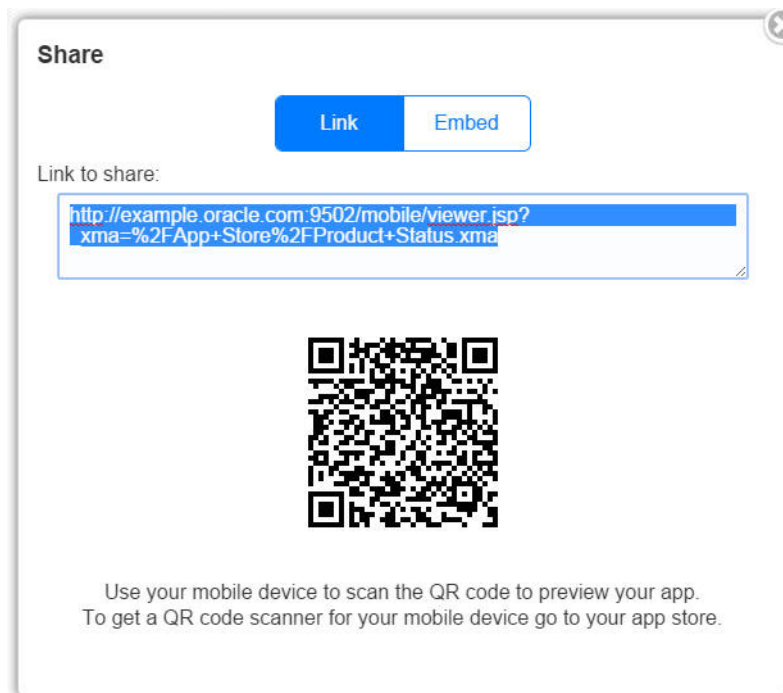 Share
Link Embed
Link to share:
http://example.oracle.com:9502/mobile/viewer.jsp?
_xma=%2FApp+Store%2FProduct+Status.xma
Use your mobile device to scan the QR code to preview your app.
To get a QR code scanner for your mobile device go to your app store.